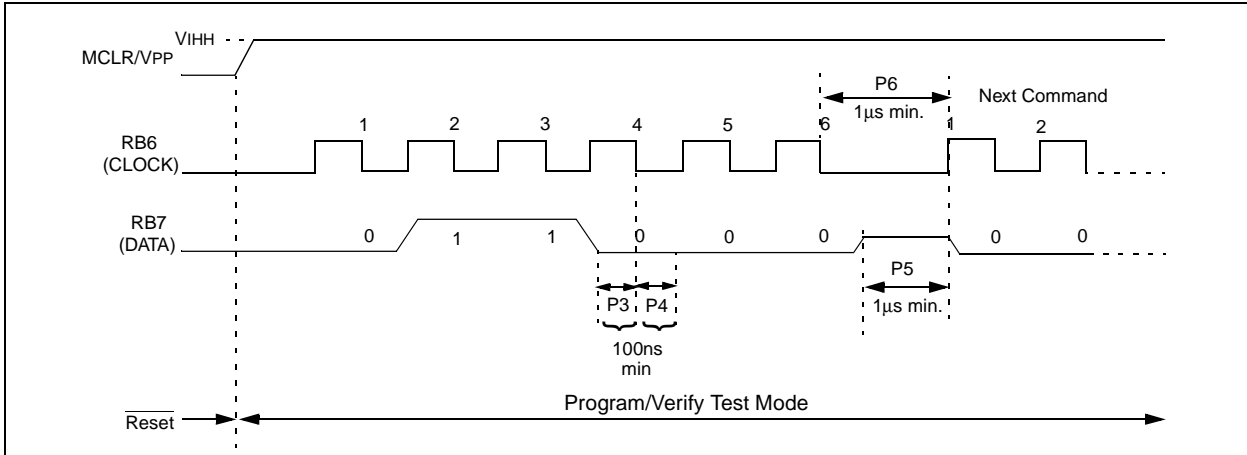 VIHH
MCLR/VPP
P6
1µs min.
Next Command
1 2 3 4 5 6 1 2
RB6
(CLOCK)
RB7
(DATA)
0 1 1 0 0 0 0 0
P5
1µs min.
P3 P4
100ns
min
Program/Verify Test Mode
Reset